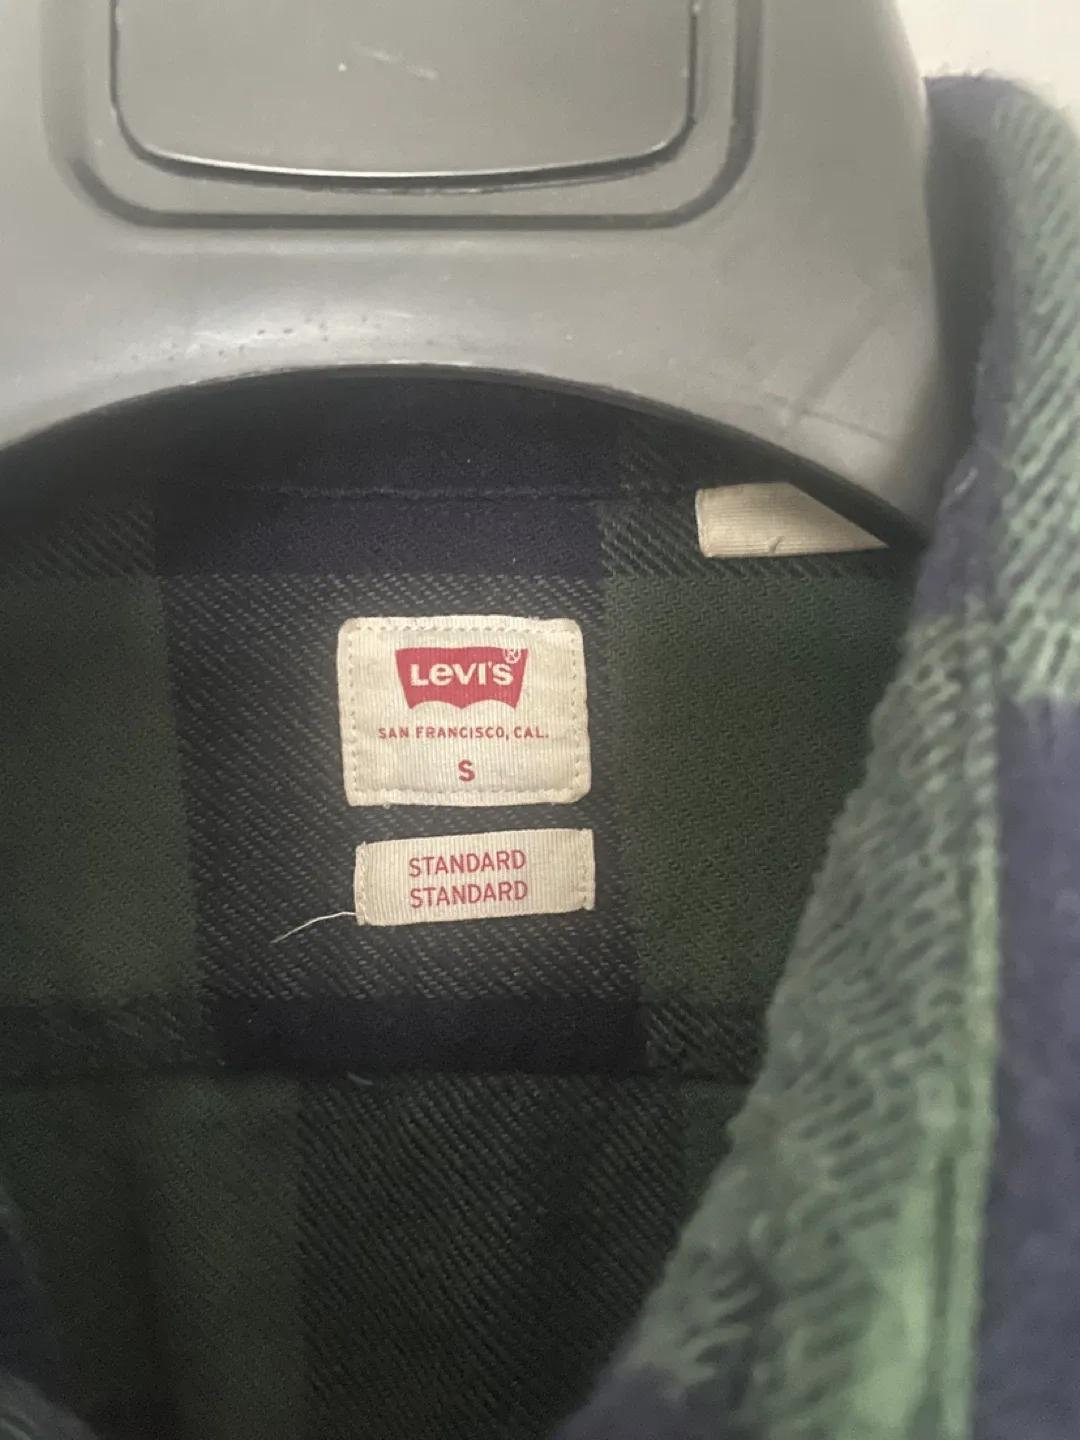 LEVI'S®
SAN FRANCISCO, CAL.
S
STANDARD
STANDARD